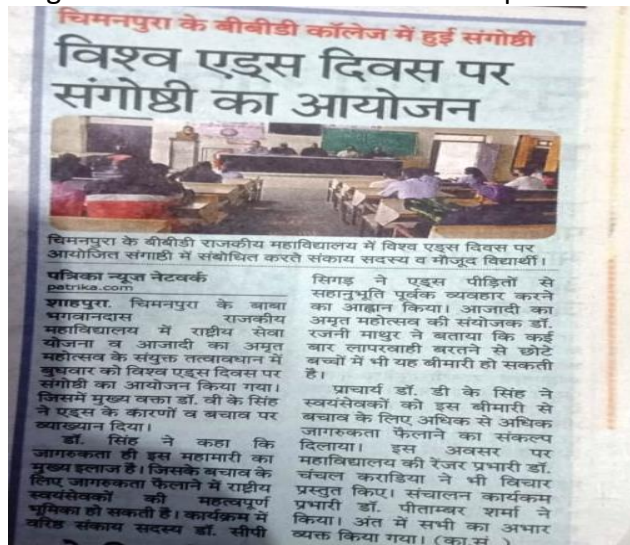 चिमनपुरा के बीबीडी कॉलेज में हुई संगोष्ठी
विश्व एड्स दिवस पर
संगोष्ठी का आयोजन
चिमनपुरा के बीबीडी राजकीय महाविद्यालय में विश्व एड्स दिवस पर
आयोजित संगाष्ठी में संबोधित करते संकाय सदस्य व मौजूद विद्यार्थी।
पत्रिका न्यूज नेटवर्क
patrika.com
शाहपुरा. चिमनपुरा के बाबा
भगवानदास राजकीय
महाविद्यालय में राष्ट्रीय सेवा
योजना व आजादी का अमृत
महोत्सव के संयुक्त तत्वावधान में
बुधवार को विश्व एड्स दिवस पर
संगोष्ठी का आयोजन किया गया।
जिसमें मुख्य वक्ता डॉ. वी के सिंह
ने एड्स के कारणों व बचाव पर
व्याख्यान दिया।
डॉ. सिंह ने कहा कि
जागरुकता ही इस महामारी का
मुख्य इलाज है। जिसके बचाव के
लिए जागरुकता फैलाने में राष्ट्रीय
स्वयंसेवकों की महत्वपूर्ण
भूमिका हो सकती है। कार्यक्रम में
वरिष्ठ संकाय सदस्य डॉ. सीपी
सिगड़ ने एड्स पीड़ितों से
सहानुभूति पूर्वक व्यवहार करने
का आह्वान किया। आजादी का
अमृत महोत्सव की संयोजक डॉ.
रजनी माथुर ने बताया कि कई
बार लापरवाही बरतने से छोटे
बच्चों में भी यह बीमारी हो सकती
है।
प्राचार्य डॉ. डी के सिंह ने
स्वयंसेवकों को इस बीमारी से
बचाव के लिए अधिक से अधिक
जागरुकता फैलाने का संकल्प
दिलाया। इस अवसर पर
महाविद्यालय की रेंजर प्रभारी डॉ.
चंचल कराडिया ने भी विचार
प्रस्तुत किए। संचालन कार्यकम
प्रभारी डॉ. पीताम्बर शर्मा ने
किया। अंत में सभी का अभार
व्यक्त किया गया। (का.सं.)